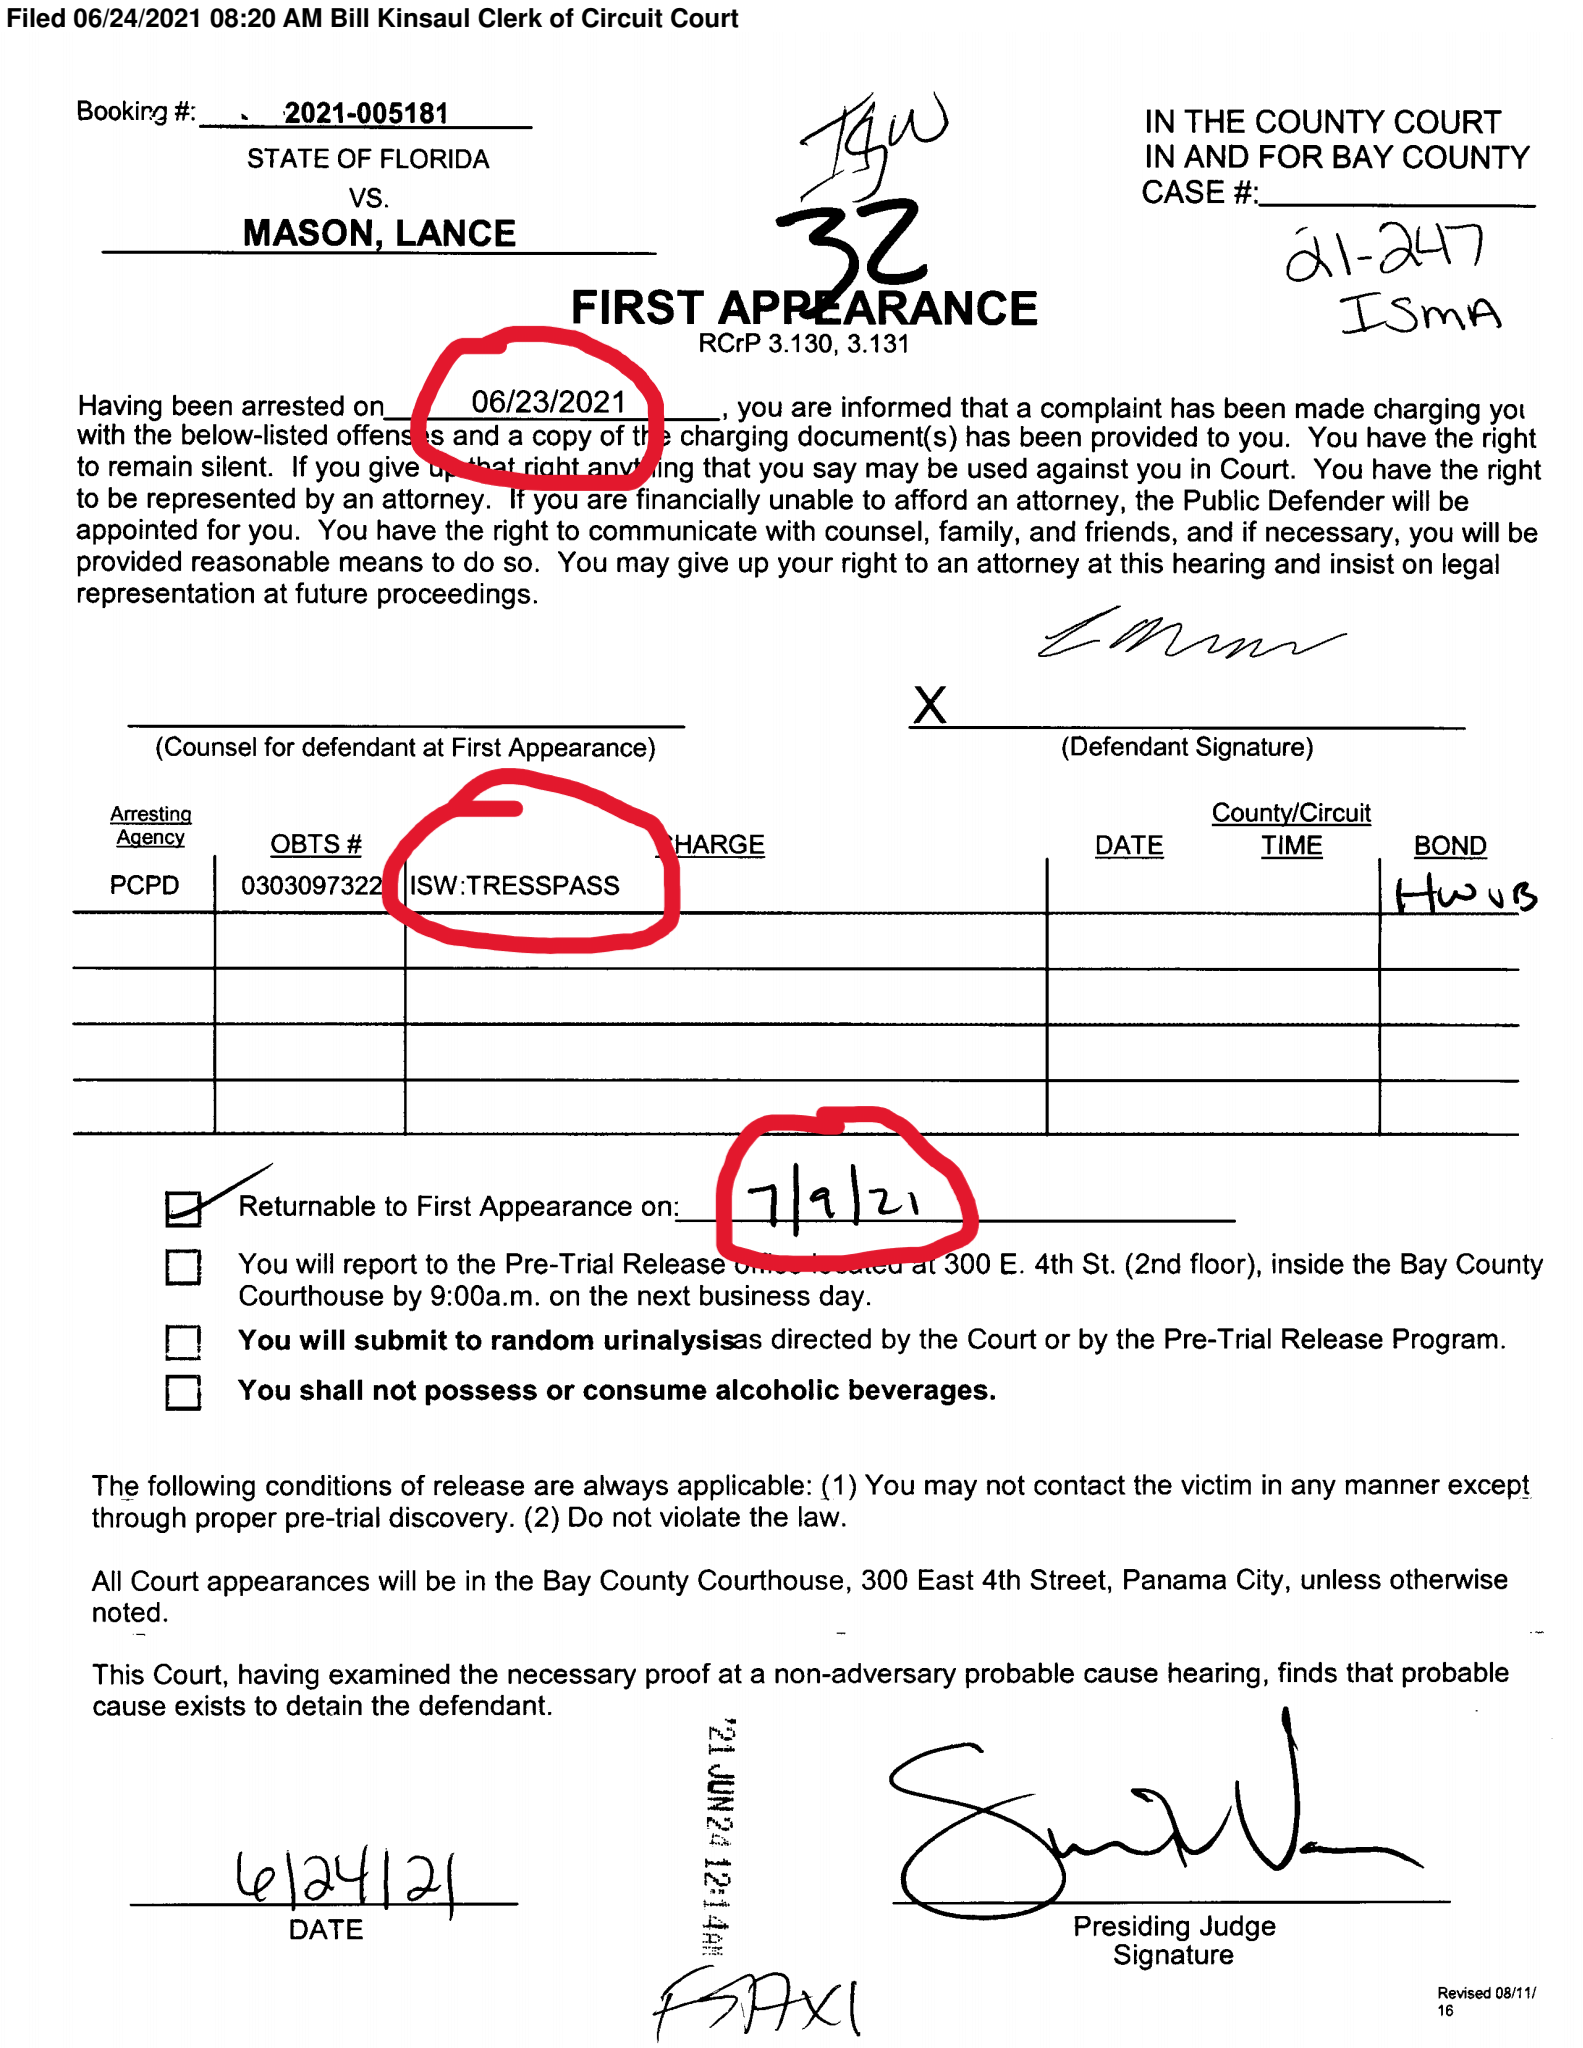 Filed 06/24/2021 08:20 AM Bill Kinsaul Clerk of Circuit Court
Booking #: 2021-005181
STATE OF FLORIDA
VS.
MASON, LANCE
ISW
32
IN THE COUNTY COURT
IN AND FOR BAY COUNTY
CASE #:
21-247
ISMA
FIRST APPEARANCE
RCrP 3.130, 3.131
Having been arrested on 06/23/2021, you are informed that a complaint has been made charging you
with the below-listed offenses and a copy of the charging document(s) has been provided to you. You have the right
to remain silent. If you give up that right anything that you say may be used against you in Court. You have the right
to be represented by an attorney. If you are financially unable to afford an attorney, the Public Defender will be
appointed for you. You have the right to communicate with counsel, family, and friends, and if necessary, you will be
provided reasonable means to do so. You may give up your right to an attorney at this hearing and insist on legal
representation at future proceedings.
X
(Counsel for defendant at First Appearance)
(Defendant Signature)
Arresting
Agency
OBTS #
CHARGE
DATE
County/Circuit
TIME
BOND
PCPD 0303097322 ISW:TRESSPASS HWOB
Returnable to First Appearance on: 7/9/21
You will report to the Pre-Trial Release office located at 300 E. 4th St. (2nd floor), inside the Bay County
Courthouse by 9:00a.m. on the next business day.
You will submit to random urinalysisas directed by the Court or by the Pre-Trial Release Program.
You shall not possess or consume alcoholic beverages.
The following conditions of release are always applicable: (1) You may not contact the victim in any manner except
through proper pre-trial discovery. (2) Do not violate the law.
All Court appearances will be in the Bay County Courthouse, 300 East 4th Street, Panama City, unless otherwise
noted.
This Court, having examined the necessary proof at a non-adversary probable cause hearing, finds that probable
cause exists to detain the defendant.
'21 JUN 24 12:14AM
6/24/21
DATE
Presiding Judge
Signature
Revised 08/11/
16